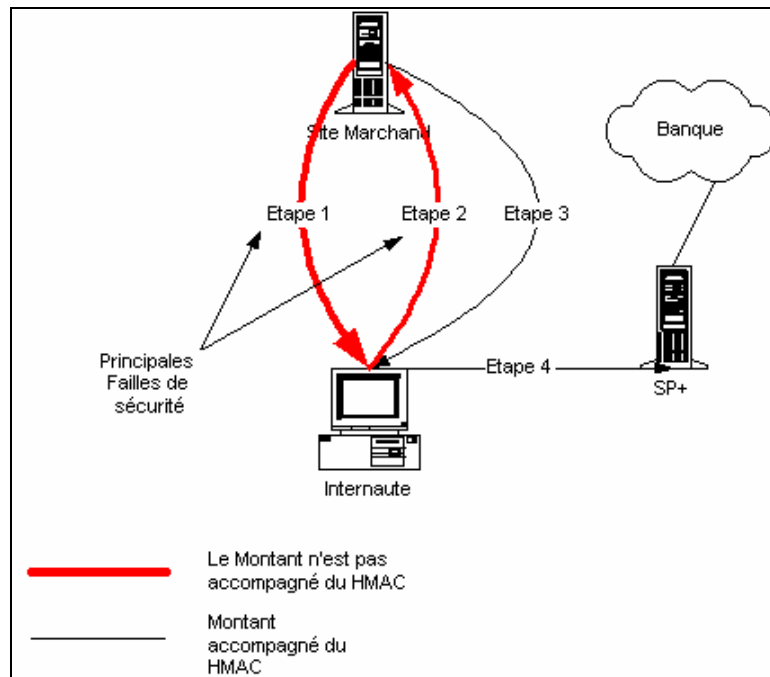 Site Marchand
Banque
Etape 1
Etape 2
Etape 3
Principales
Failles de
sécurité
Etape 4
SP+
Internaute
Le Montant n'est pas
accompagné du HMAC
Montant
accompagné du
HMAC